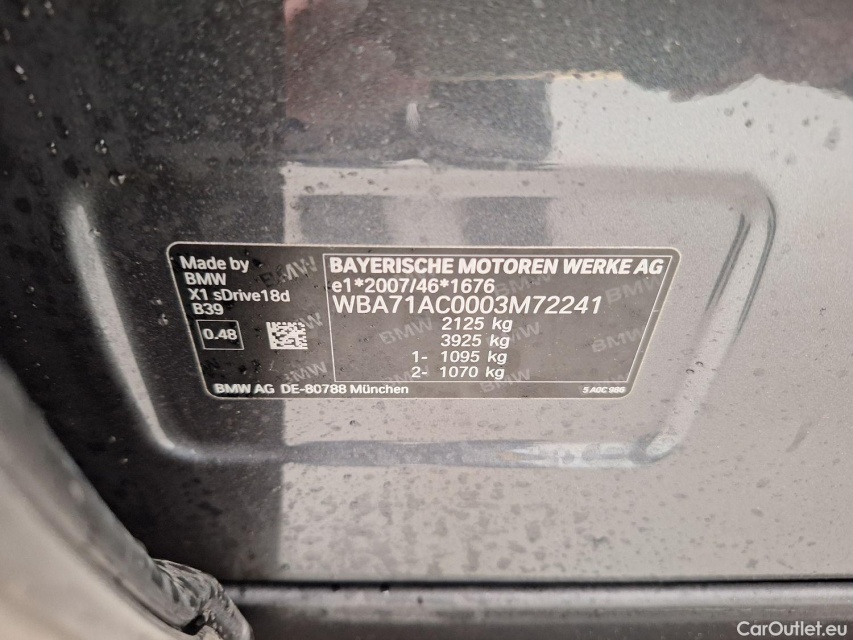 Made by
BMW
X1 sDrive18d
B39
0.48
BAYERISCHE MOTOREN WERKE AG
e1*2007/46*1676
WBA71AC0003M72241
2125 kg
3925 kg
1- 1095 kg
2- 1070 kg
BMW AG DE-80788 München
5 AGC 986
CarOutlet.eu